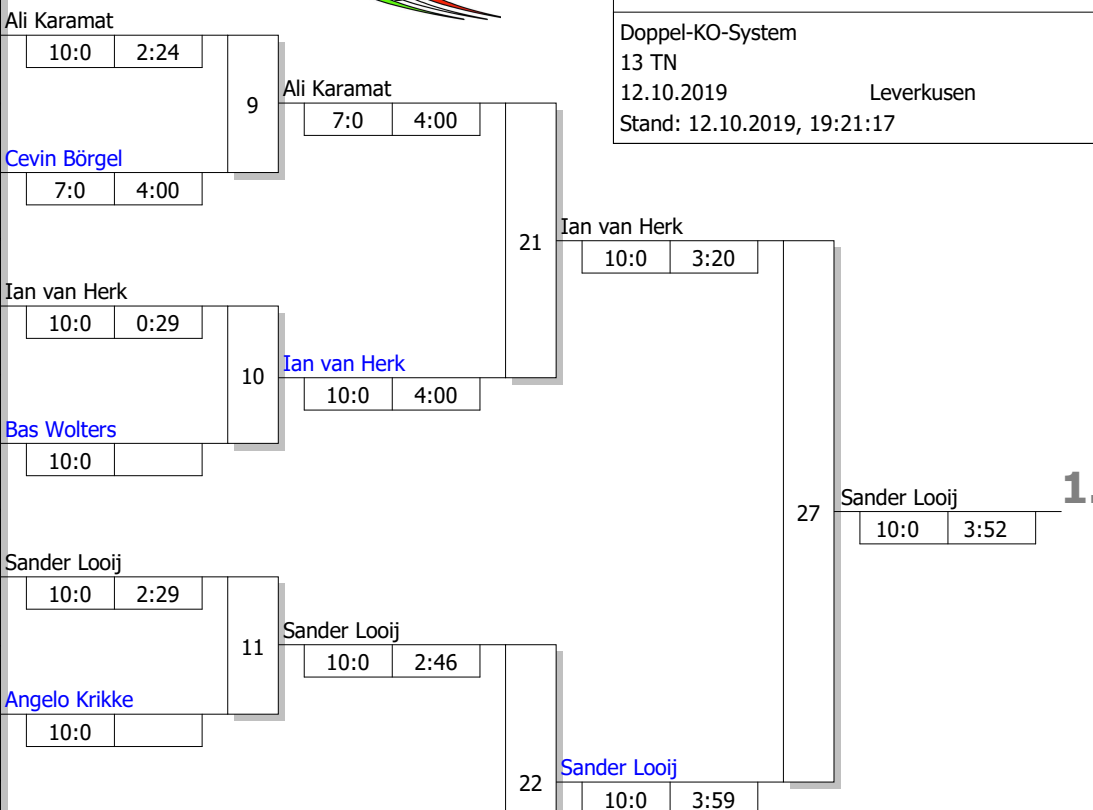 Doppel-KO-System
13 TN
12.10.2019 Leverkusen
Stand: 12.10.2019, 19:21:17
Ali Karamat
10:0 2:24
9
Ali Karamat
7:0 4:00
Cevin Börgel
7:0 4:00
21
Ian van Herk
10:0 3:20
Ian van Herk
10:0 0:29
10
Ian van Herk
10:0 4:00
Bas Wolters
10:0
27
Sander Looij
10:0 3:52
1.
Sander Looij
10:0 2:29
11
Sander Looij
10:0 2:46
Angelo Krikke
10:0
22
Sander Looij
10:0 3:59